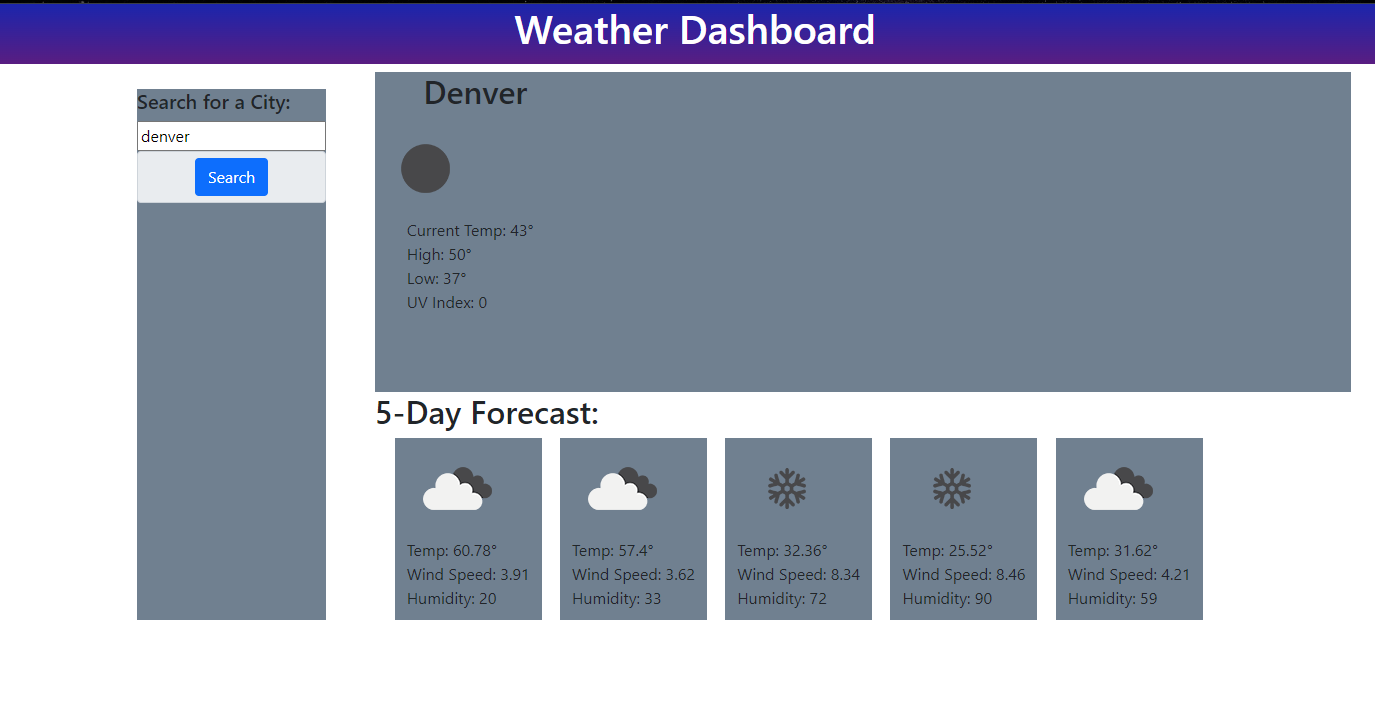 Weather Dashboard
Search for a City:
denver
Search
Denver
Current Temp: 43°
High: 50°
Low: 37°
UV Index: 0
5-Day Forecast:
Temp: 60.78°
Wind Speed: 3.91
Humidity: 20
Temp: 57.4°
Wind Speed: 3.62
Humidity: 33
Temp: 32.36°
Wind Speed: 8.34
Humidity: 72
Temp: 25.52°
Wind Speed: 8.46
Humidity: 90
Temp: 31.62°
Wind Speed: 4.21
Humidity: 59